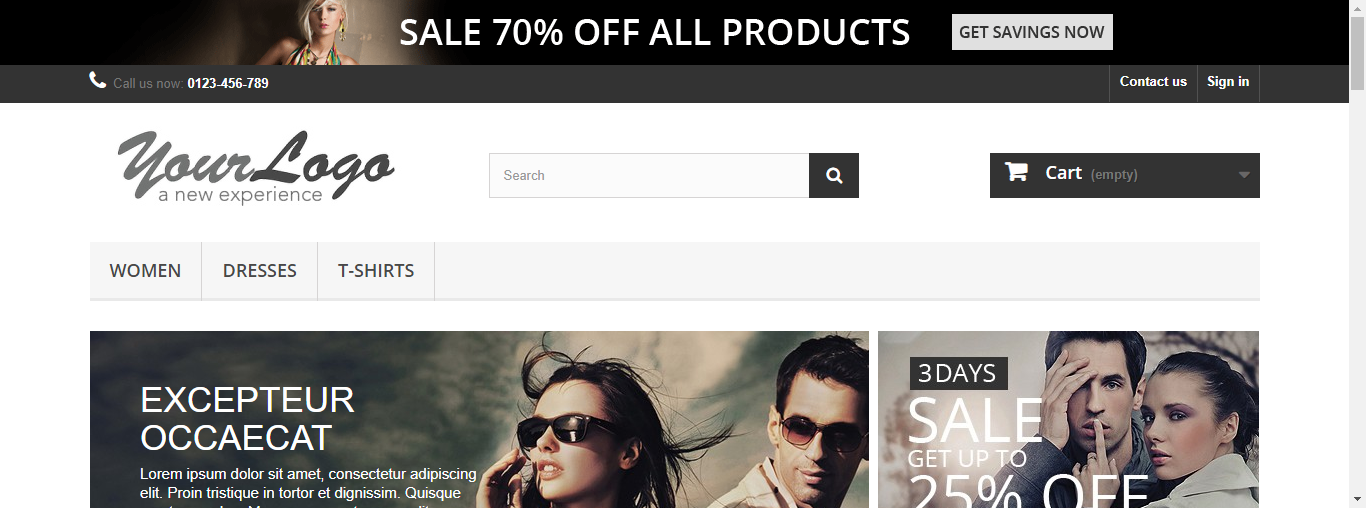 SALE 70% OFF ALL PRODUCTS
GET SAVINGS NOW
Call us now: 0123-456-789
Contact us
Sign in
YourLogo
a new experience
Search
Cart (empty)
WOMEN
DRESSES
T-SHIRTS
EXCEPTEUR
OCCAECAT
Lorem ipsum dolor sit amet, consectetur adipiscing
elit. Proin tristique in tortor et dignissim. Quisque
3 DAYS
SALE
GET UP TO
25% OFF